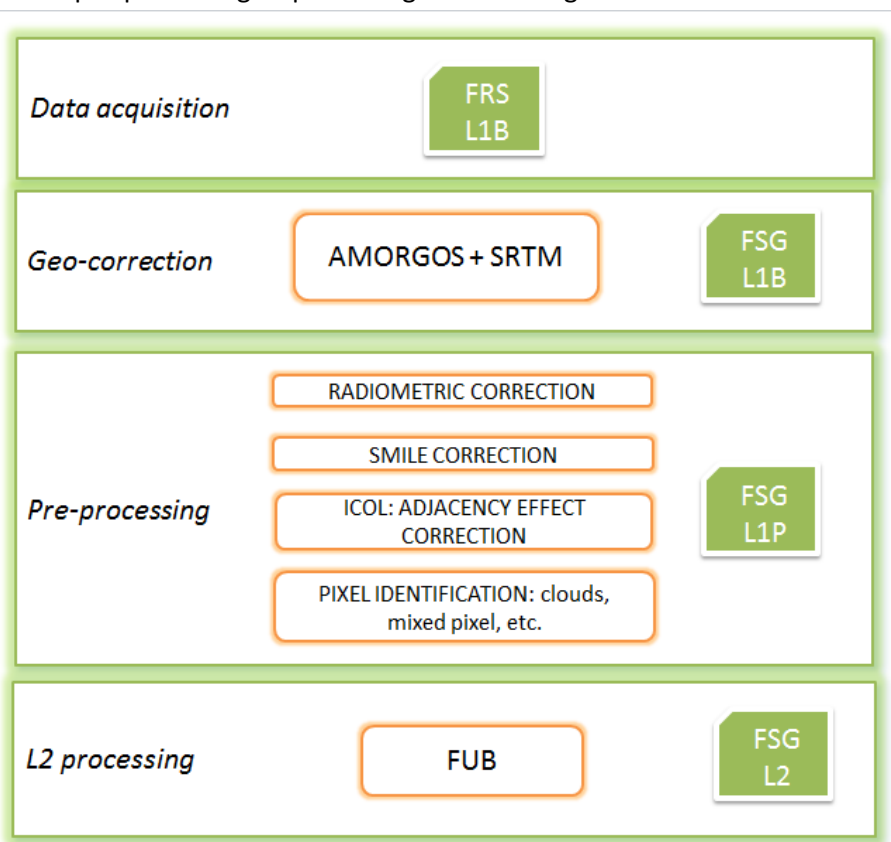 Data acquisition
FRS
L1B
Geo-correction
AMORGOS + SRTM
FSG
L1B
Pre-processing
RADIOMETRIC CORRECTION
SMILE CORRECTION
ICOL: ADJACENCY EFFECT
CORRECTION
PIXEL IDENTIFICATION: clouds,
mixed pixel, etc.
FSG
L1P
L2 processing
FUB
FSG
L2